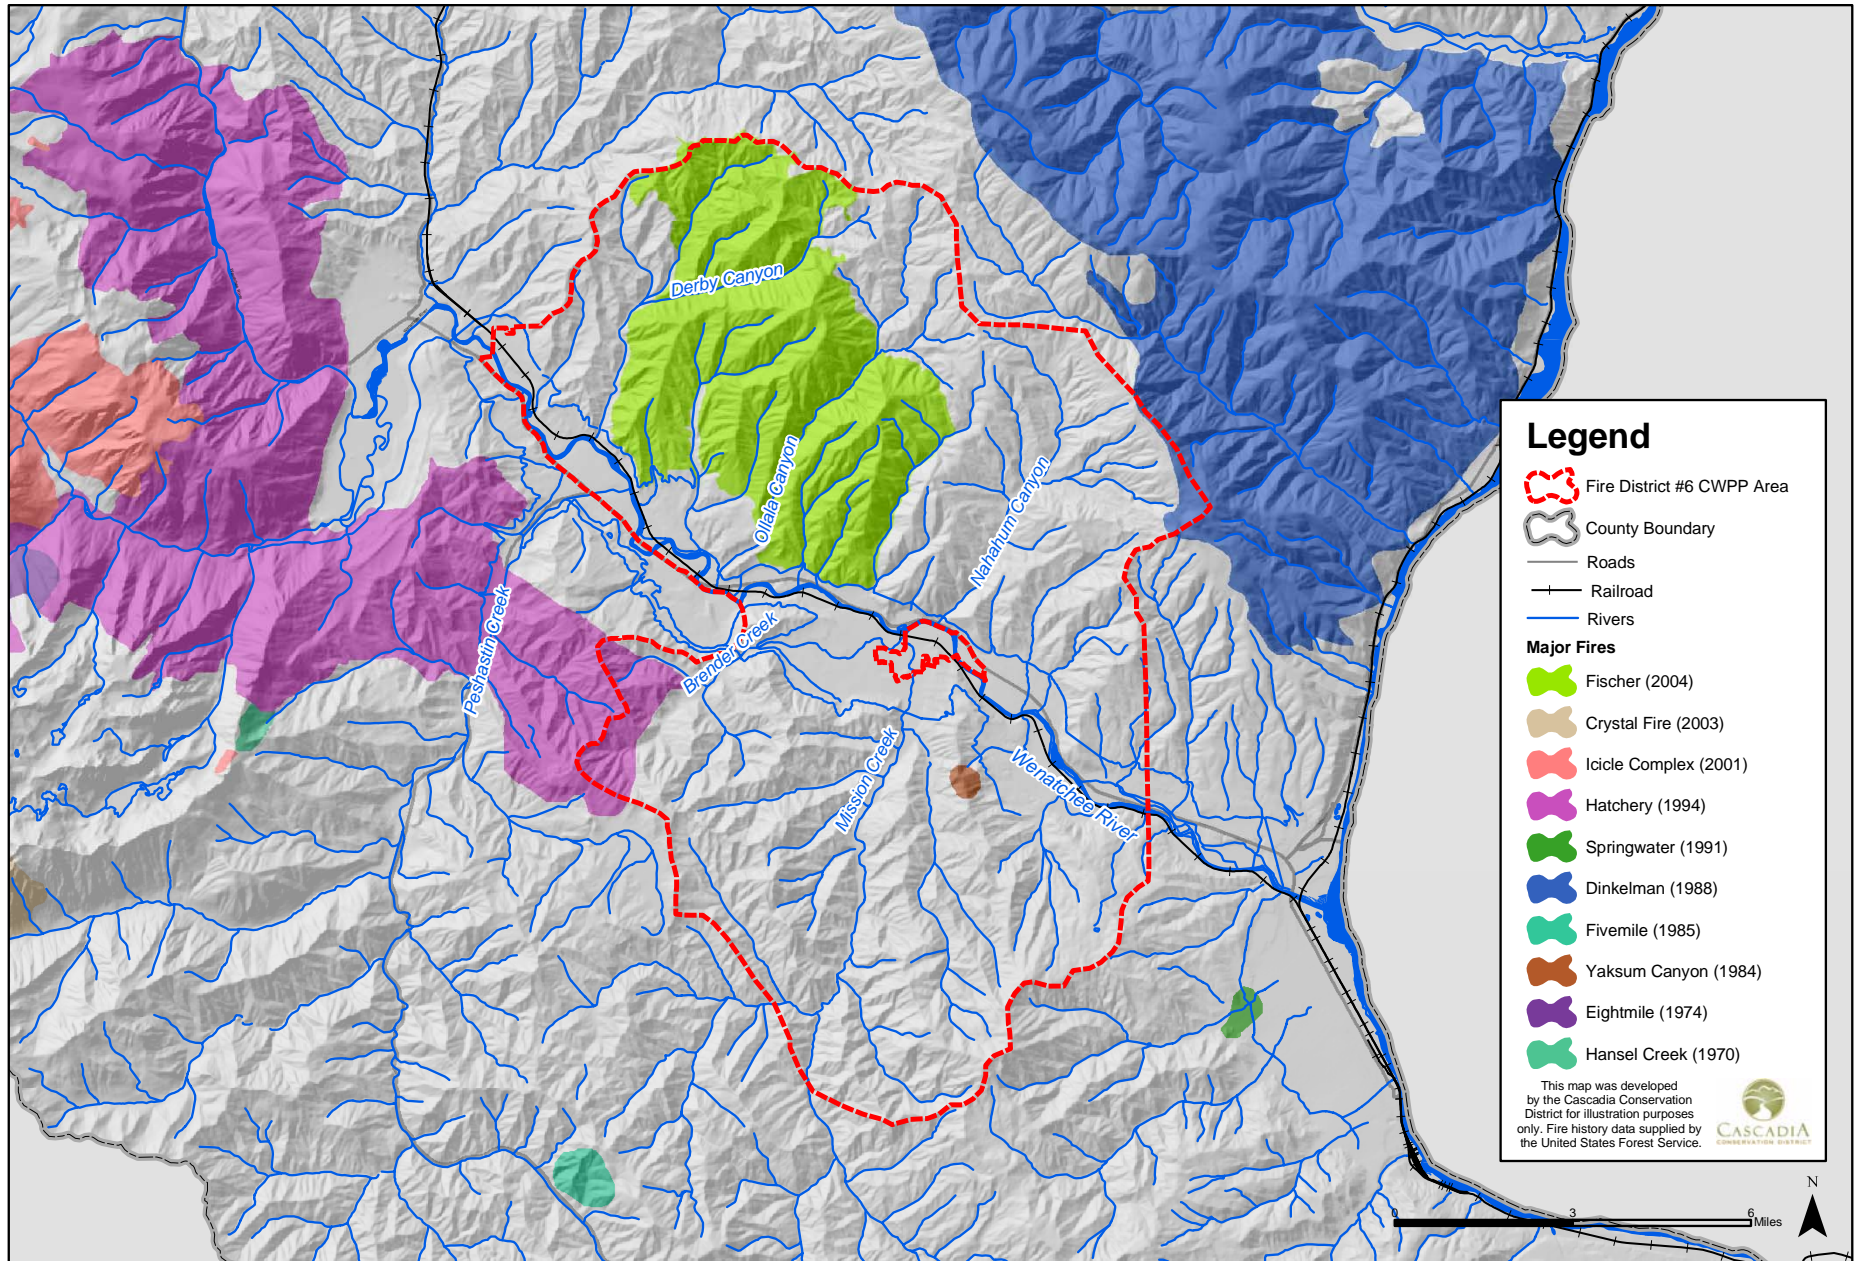 Derby Canyon
Ollala Canyon
Nahahum Canyon
Peshastin Creek
Brender Creek
Mission Creek
Wenatchee River
Legend
Fire District #6 CWPP Area
County Boundary
Roads
Railroad
Rivers
Major Fires
Fischer (2004)
Crystal Fire (2003)
Icicle Complex (2001)
Hatchery (1994)
Springwater (1991)
Dinkelman (1988)
Fivemile (1985)
Yaksum Canyon (1984)
Eightmile (1974)
Hansel Creek (1970)
This map was developed
by the Cascadia Conservation
District for illustration purposes
only. Fire history data supplied by
the United States Forest Service.
CASCADIA
CONSERVATION DISTRICT
N
0 3 6
Miles